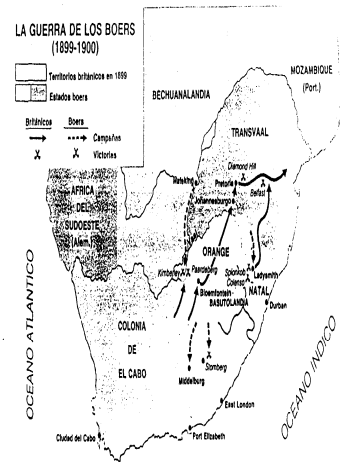 LA GUERRA DE LOS BOERS
(1899-1900)
Territorios británicos en 1899
Estados boers
Británicos
Boers
Campañas
Victorias
MOZAMBIQUE
(Port.)
BECHUANALANDIA
TRANSVAAL
Diamond Hill
Mafeking
Pretoria
Belfast
Johannesburgo
AFRICA
DEL
SUDOESTE
(Alem.)
ORANGE
Kimberley
Paardeberg
Spionkop
Colenso
Ladysmith
Bloemfontein
BASUTOLANDIA
NATAL
Durban
COLONIA
DE
EL CABO
Stomberg
Middelburg
East London
Ciudad del Cabo
Port Elizabeth
OCEANO ATLANTICO
OCEANO INDICO